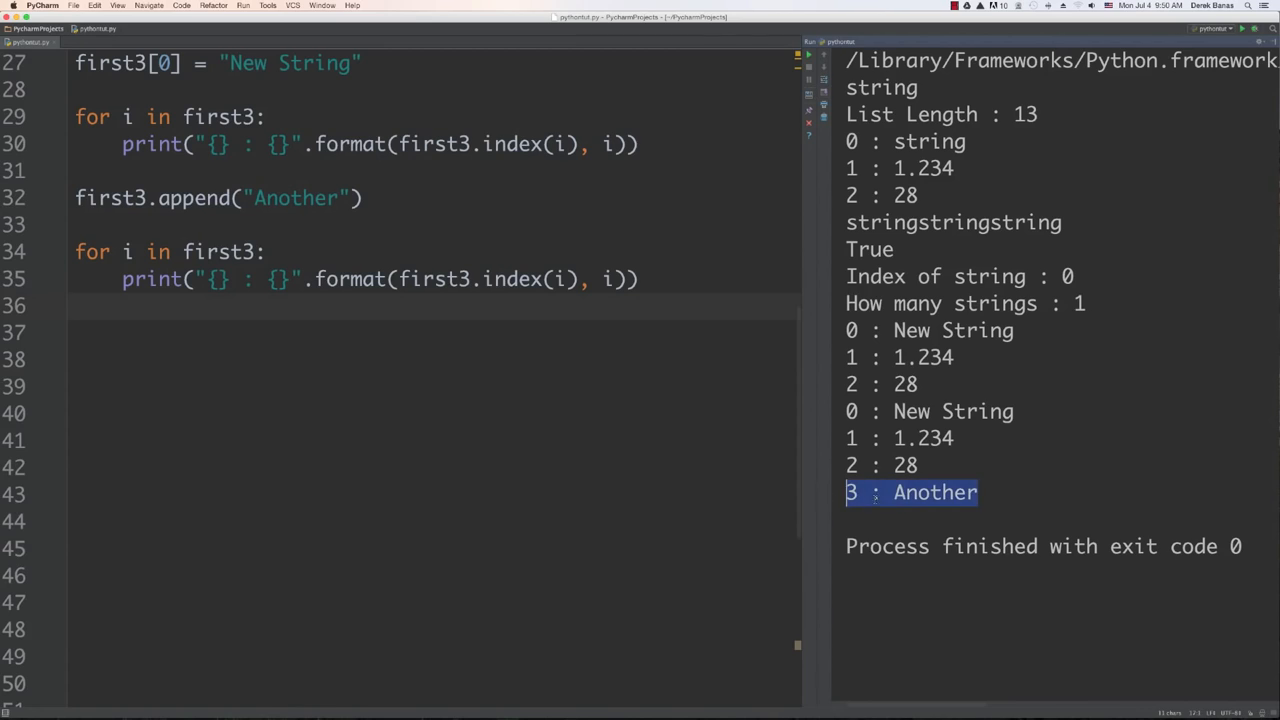 PyCharm File Edit View Navigate Code Refactor Run Tools VCS Window Help
10 Mon Jul 4 9:50 AM Derek Banas
pythontut.py - PycharmProjects - [~/PycharmProjects]
PycharmProjects pythontut.py
pythontut
pythontut.py
Run pythontut
27 first3[0] = "New String"
28
29 for i in first3:
30 print("{} : {}".format(first3.index(i), i))
31
32 first3.append("Another")
33
34 for i in first3:
35 print("{} : {}".format(first3.index(i), i))
36
37
38
39
40
41
42
43
44
45
46
47
48
49
50
/Library/Frameworks/Python.framework
string
List Length : 13
0 : string
1 : 1.234
2 : 28
stringstringstring
True
Index of string : 0
How many strings : 1
0 : New String
1 : 1.234
2 : 28
0 : New String
1 : 1.234
2 : 28
3 : Another
Process finished with exit code 0
11 chars